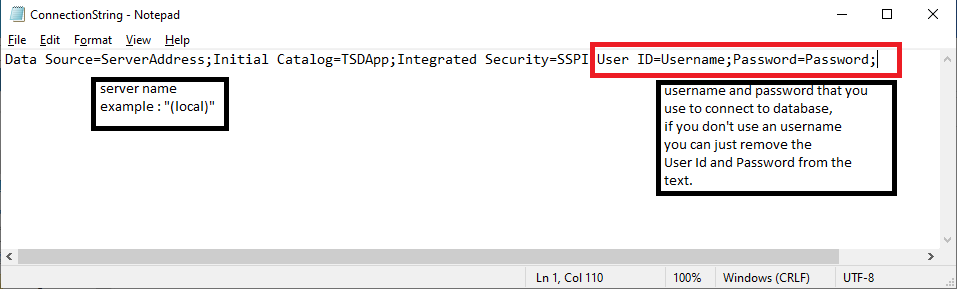 ConnectionString - Notepad
File Edit Format View Help
Data Source=ServerAddress;Initial Catalog=TSDApp;Integrated Security=SSPI User ID=Username;Password=Password;
server name
example : "(local)"
username and password that you
use to connect to database,
if you don't use an username
you can just remove the
User Id and Password from the
text.
Ln 1, Col 110 100% Windows (CRLF) UTF-8